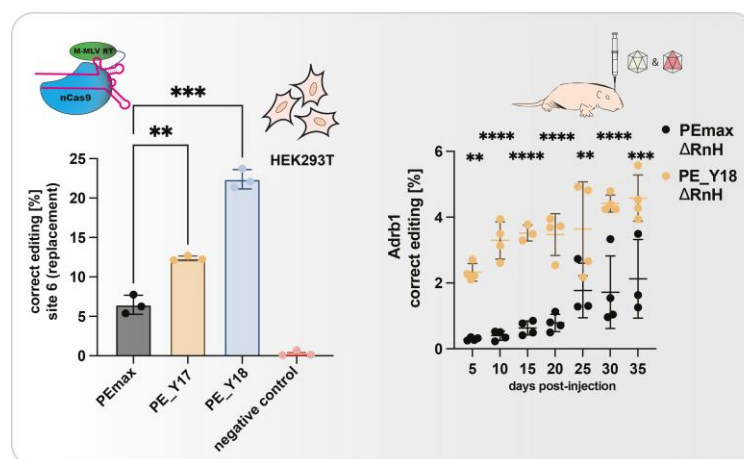 M-MLV RT
nCas9
***
**
HEK293T
correct editing [%]
site 6 (replacement)
25
20
15
10
5
0
PEmax
PE_Y17
PE_Y18
negative control
&
**** **** ****
** **** ** ***
PEmax
ΔRnH
PE_Y18
ΔRnH
Adrb1
correct editing [%]
6
4
2
0
5 10 15 20 25 30 35
days post-injection